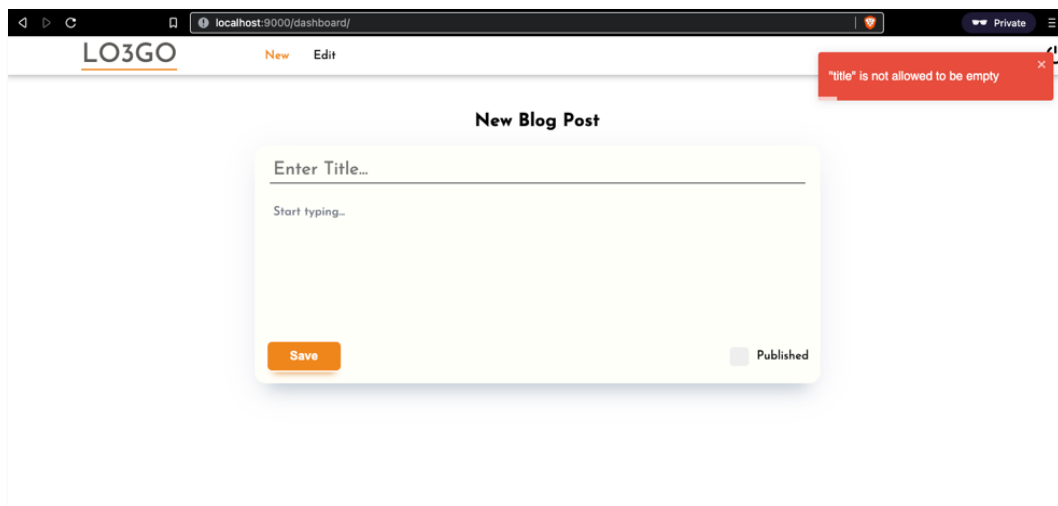 localhost:9000/dashboard/
Private
LO3GO
New Edit
"title" is not allowed to be empty
New Blog Post
Enter Title...
Start typing...
Save
Published